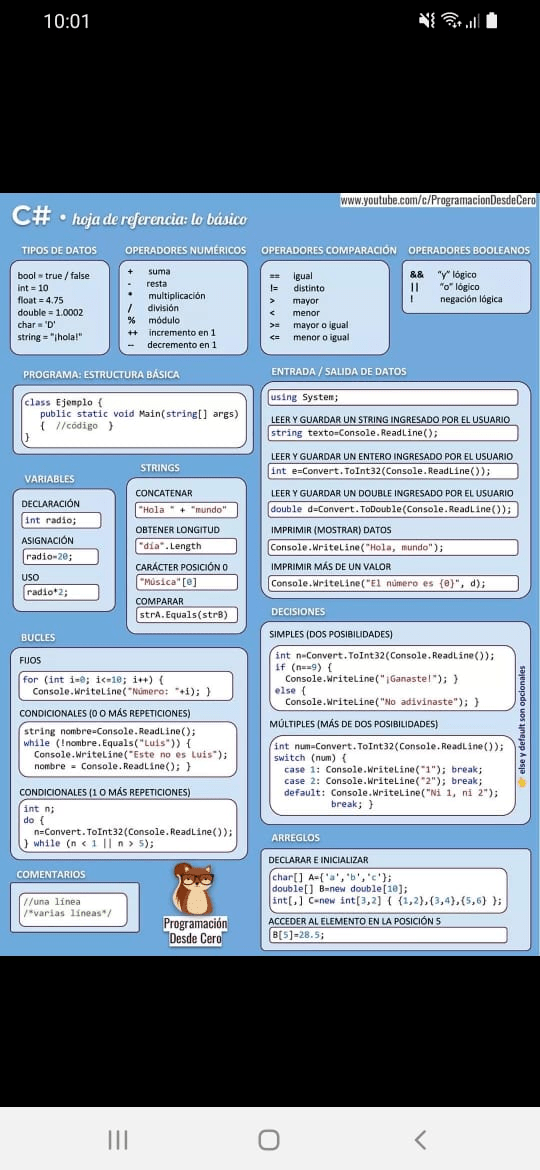 10:01
www.youtube.com/c/ProgramacionDesdeCero
C# • hoja de referencia: lo básico
TIPOS DE DATOS
bool = true / false
int = 10
float = 4.75
double = 1.0002
char = 'D'
string = "¡hola!"
OPERADORES NUMÉRICOS
+ suma
- resta
* multiplicación
/ división
% módulo
++ incremento en 1
-- decremento en 1
OPERADORES COMPARACIÓN
== igual
!= distinto
> mayor
< menor
>= mayor o igual
<= menor o igual
OPERADORES BOOLEANOS
&& "y" lógico
|| "o" lógico
! negación lógica
PROGRAMA: ESTRUCTURA BÁSICA
class Ejemplo {
public static void Main(string[] args)
{ //código }
}
VARIABLES
DECLARACIÓN
int radio;
ASIGNACIÓN
radio=20;
USO
radio*2;
STRINGS
CONCATENAR
"Hola " + "mundo"
OBTENER LONGITUD
"día".Length
CARÁCTER POSICIÓN 0
"Música"[0]
COMPARAR
strA.Equals(strB)
BUCLES
FIJOS
for (int i=0; i<=10; i++) {
Console.WriteLine("Número: "+i); }
CONDICIONALES (0 O MÁS REPETICIONES)
string nombre=Console.ReadLine();
while (!nombre.Equals("Luis")) {
Console.WriteLine("Este no es Luis");
nombre = Console.ReadLine(); }
CONDICIONALES (1 O MÁS REPETICIONES)
int n;
do {
n=Convert.ToInt32(Console.ReadLine());
} while (n < 1 || n > 5);
COMENTARIOS
//una línea
/*varias líneas*/
Programación
Desde Cero
ENTRADA / SALIDA DE DATOS
using System;
LEER Y GUARDAR UN STRING INGRESADO POR EL USUARIO
string texto=Console.ReadLine();
LEER Y GUARDAR UN ENTERO INGRESADO POR EL USUARIO
int e=Convert.ToInt32(Console.ReadLine());
LEER Y GUARDAR UN DOUBLE INGRESADO POR EL USUARIO
double d=Convert.ToDouble(Console.ReadLine());
IMPRIMIR (MOSTRAR) DATOS
Console.WriteLine("Hola, mundo");
IMPRIMIR MÁS DE UN VALOR
Console.WriteLine("El número es {0}", d);
DECISIONES
SIMPLES (DOS POSIBILIDADES)
int n=Convert.ToInt32(Console.ReadLine());
if (n==9) {
Console.WriteLine("¡Ganaste!"); }
else {
Console.WriteLine("No adivinaste"); }
MÚLTIPLES (MÁS DE DOS POSIBILIDADES)
int num=Convert.ToInt32(Console.ReadLine());
switch (num) {
case 1: Console.WriteLine("1"); break;
case 2: Console.WriteLine("2"); break;
default: Console.WriteLine("Ni 1, ni 2");
break; }
else y default son opcionales
ARREGLOS
DECLARAR E INICIALIZAR
char[] A={'a','b','c'};
double[] B=new double[10];
int[,] C=new int[3,2] { {1,2},{3,4},{5,6} };
ACCEDER AL ELEMENTO EN LA POSICIÓN 5
B[5]=28.5;